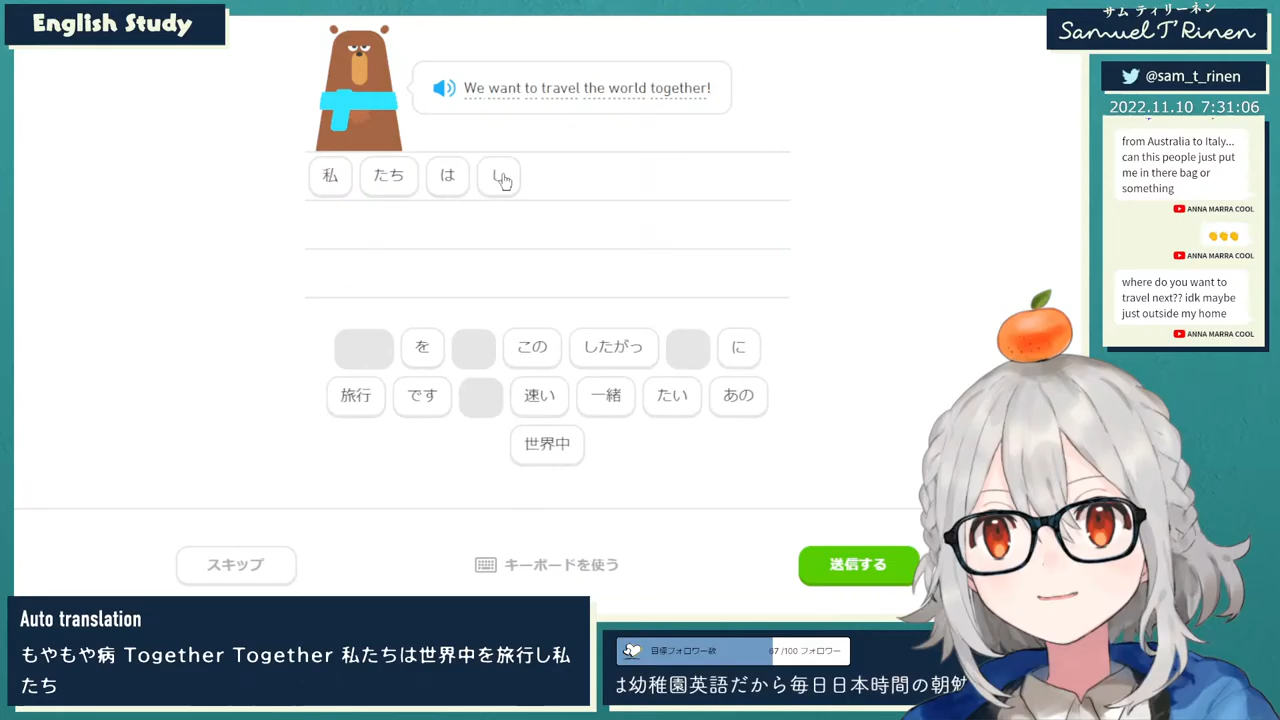 English Study
サム ティリーネン
Samuel T'Rinen
We want to travel the world together!
@sam_t_rinen
2022.11.10 7:31:06
from Australia to Italy...
can this people just put
me in there bag or
something
ANNA MARRA COOL
👏👏👏
ANNA MARRA COOL
where do you want to
travel next?? idk maybe
just outside my home
ANNA MARRA COOL
私 たち は し
を この したがっ に
旅行 です 速い 一緒 たい あの
世界中
スキップ
キーボードを使う
送信する
Auto translation
もやもや病 Together Together 私たちは世界中を旅行し私
たち
目標フォロワー数 67 /100 フォロワー
は幼稚園英語だから毎日日本時間の朝勉